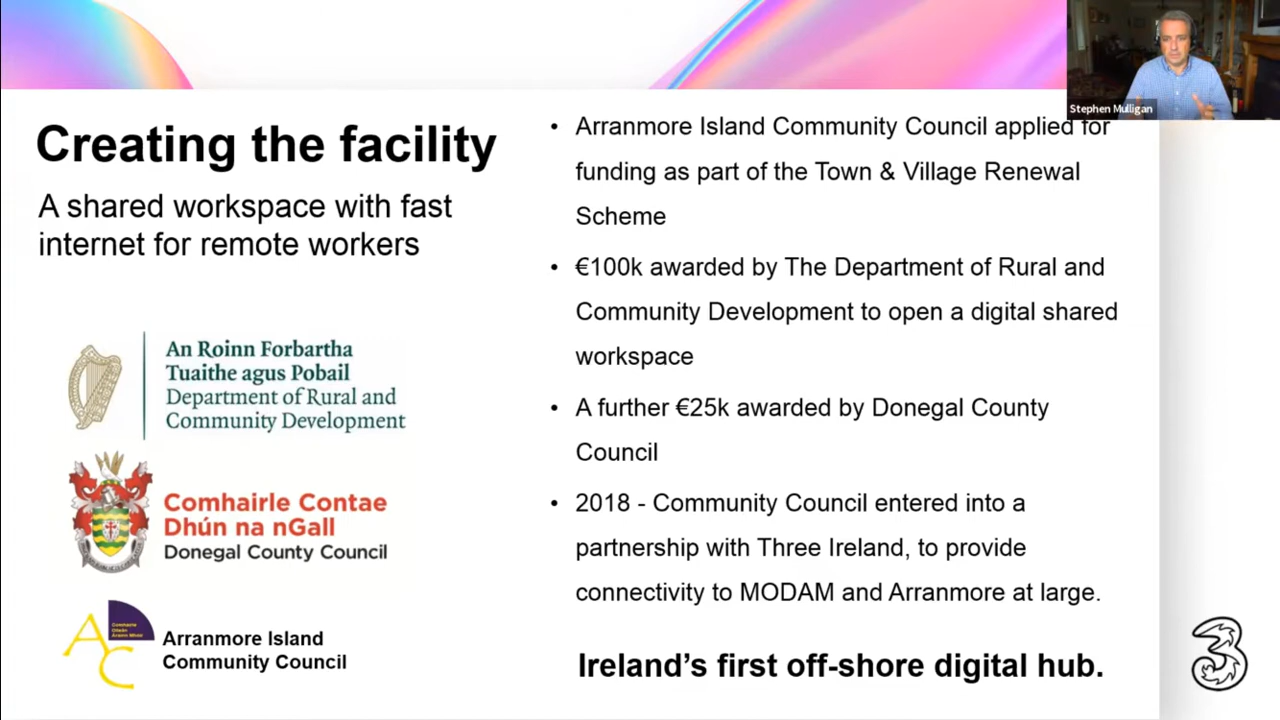 Stephen Mulligan
Creating the facility
A shared workspace with fast
internet for remote workers
An Roinn Forbartha
Tuaithe agus Pobail
Department of Rural and
Community Development
Comhairle Contae
Dhún na nGall
Donegal County Council
Arranmore Island
Community Council
• Arranmore Island Community Council applied for
funding as part of the Town & Village Renewal
Scheme
• €100k awarded by The Department of Rural and
Community Development to open a digital shared
workspace
• A further €25k awarded by Donegal County
Council
• 2018 - Community Council entered into a
partnership with Three Ireland, to provide
connectivity to MODAM and Arranmore at large.
Ireland’s first off-shore digital hub.
3